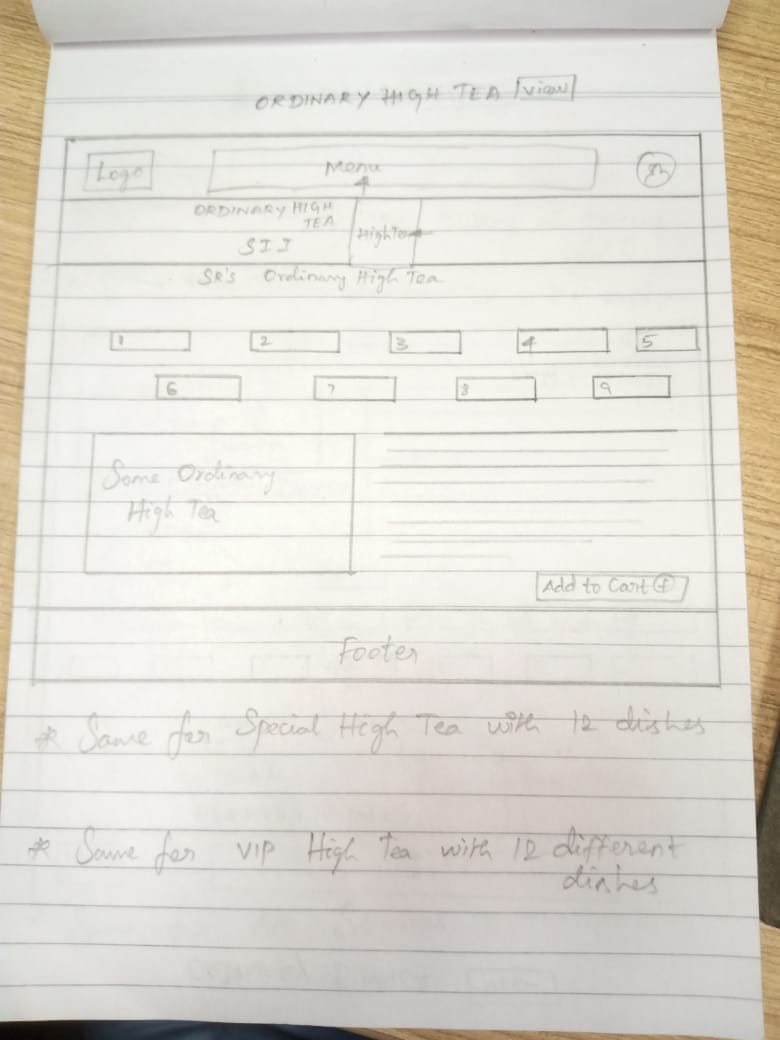 ORDINARY HIGH TEA View
Logo
Menu
ORDINARY HIGH
TEA
High Tea
SR's Ordinary High Tea
1 2 3 4 5
6 7 8 9
Some Ordinary
High Tea
Add to Cart +
Footer
* Same for Special High Tea with 12 dishes
* Same for VIP High Tea with 12 different
dishes